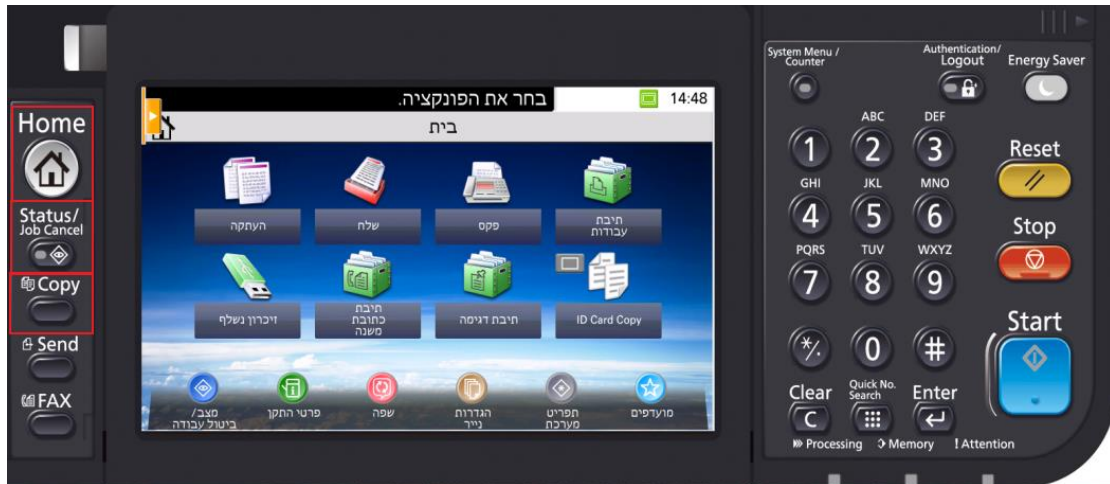 Home
Status/
Job Cancel
Copy
Send
FAX
בחר את הפונקציה.
14:48
בית
העתקה
שלח
פקס
תיבת
עבודות
זיכרון נשלף
תיבת
כתובת
משנה
תיבת דגימה
ID Card Copy
מצב/
ביטול עבודה
פרטי התקן
שפה
הגדרות
נייר
תפריט
מערכת
מועדפים
System Menu /
Counter
Authentication/
Logout
Energy Saver
ABC
DEF
1
2
3
Reset
GHI
JKL
MNO
4
5
6
Stop
PQRS
TUV
WXYZ
7
8
9
*/.
0
#
Start
Clear
Quick No.
Search
Enter
C
Processing
Memory
! Attention